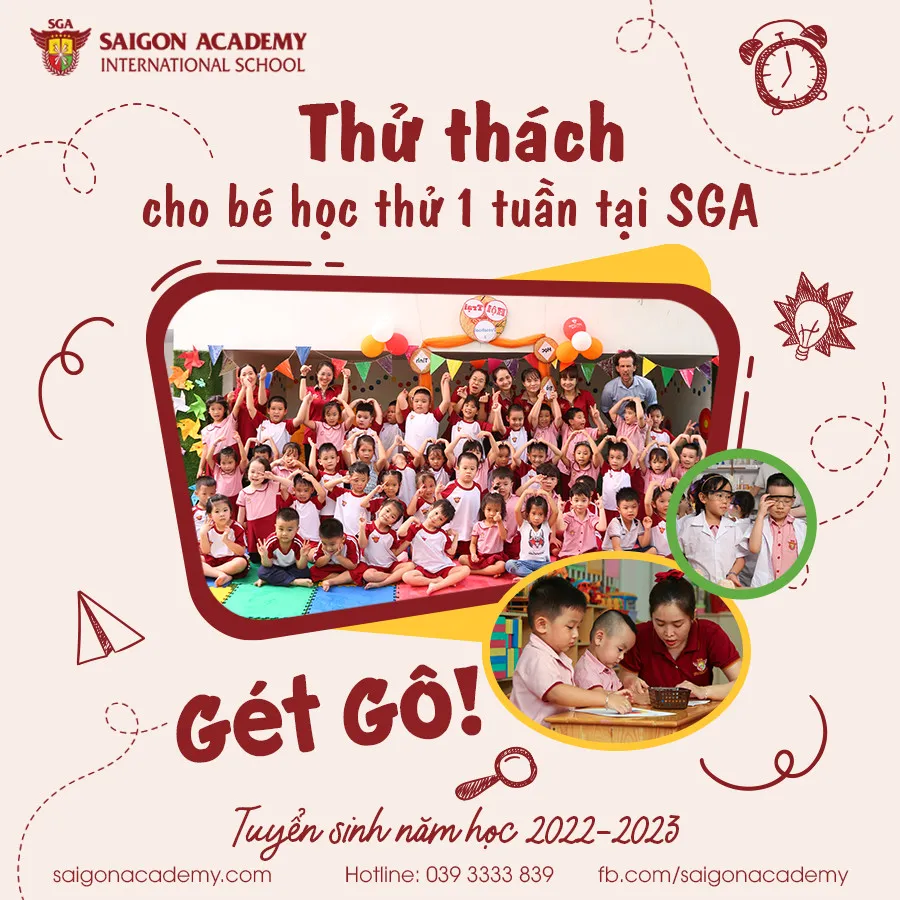 SGA
SAIGON ACADEMY
INTERNATIONAL SCHOOL
Thử thách
cho bé học thử 1 tuần tại SGA
Gét Gô!
Tuyển sinh năm học 2022-2023
saigonacademy.com Hotline: 039 3333 839 fb.com/saigonacademy